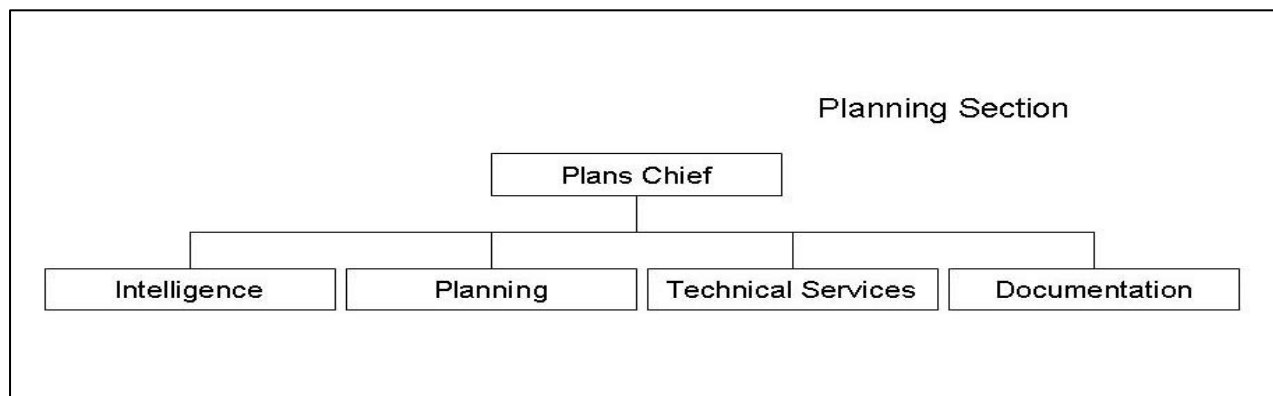 Planning Section
Plans Chief
Intelligence
Planning
Technical Services
Documentation